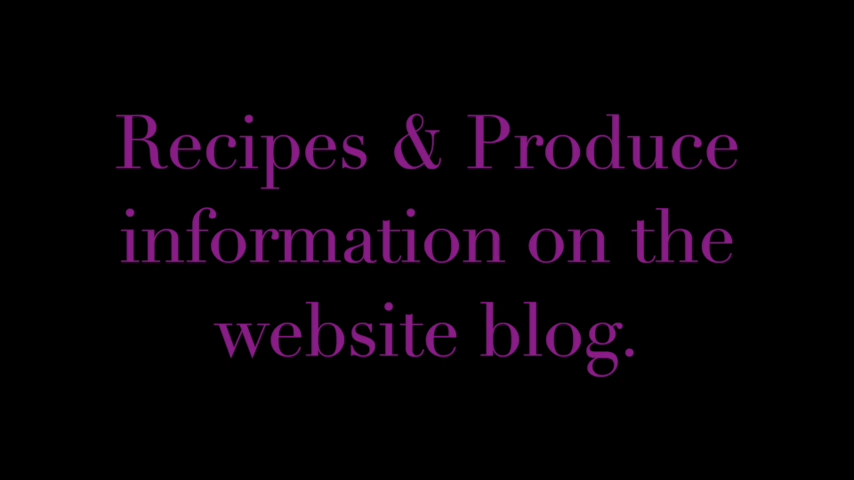 Recipes & Produce
information on the
website blog.